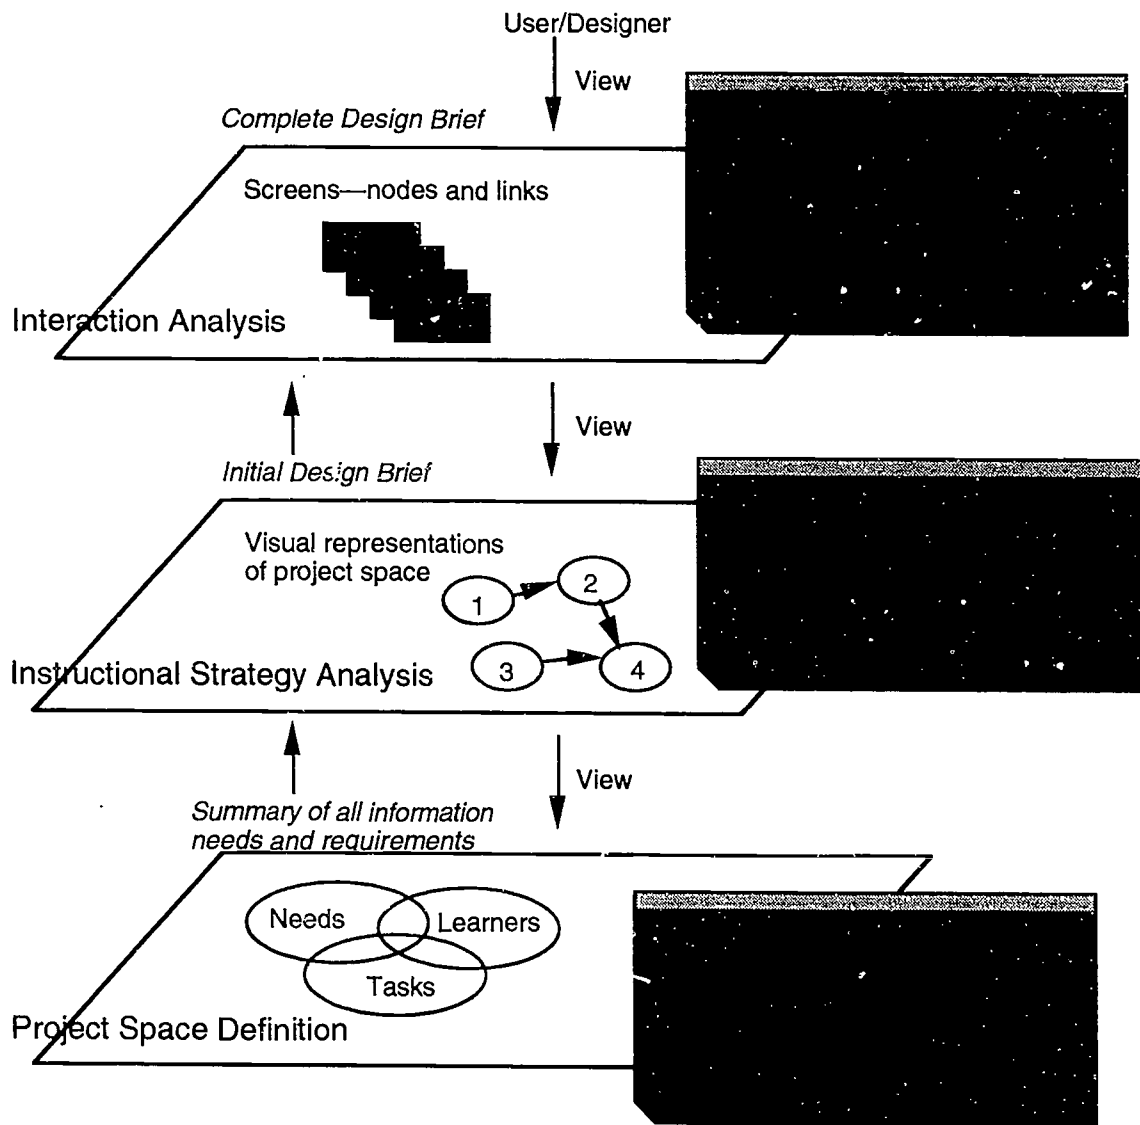 User/Designer
View
Complete Design Brief
Screens—nodes and links
Interaction Analysis
View
Initial Design Brief
Visual representations
of project space
1
2
3
4
Instructional Strategy Analysis
View
Summary of all information
needs and requirements
Needs
Learners
Tasks
Project Space Definition